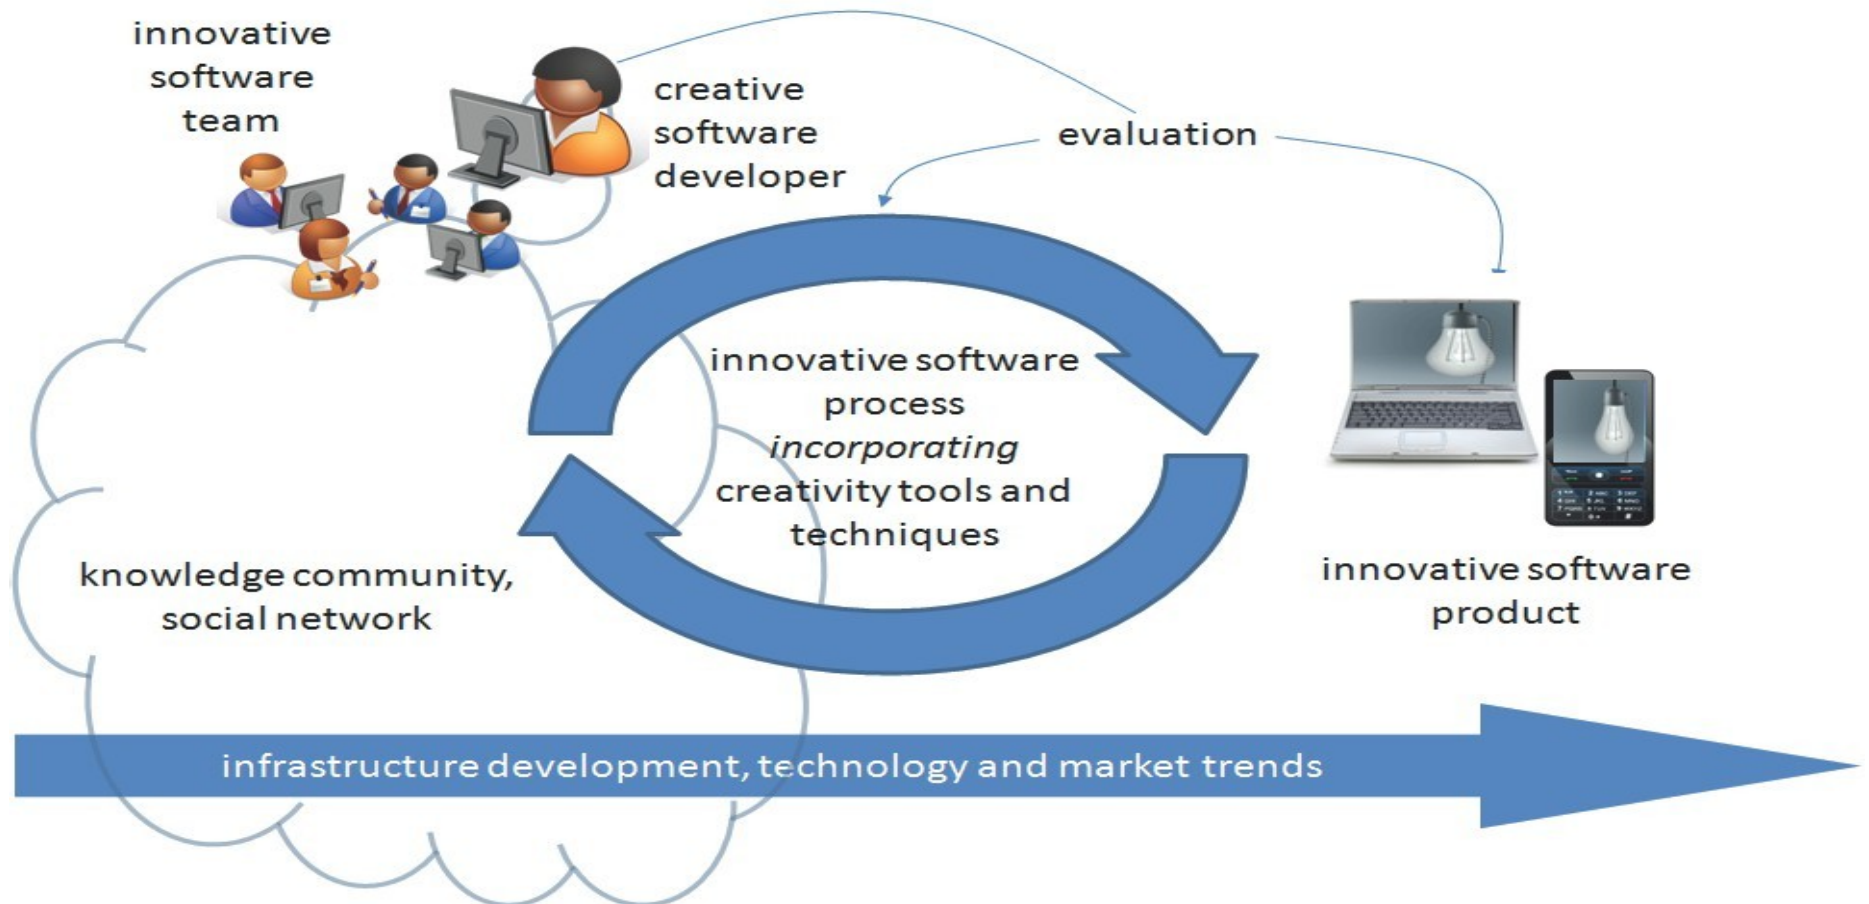 innovative
software
team
creative
software
developer
evaluation
innovative software
process
incorporating
creativity tools and
techniques
knowledge community,
social network
innovative software
product
infrastructure development, technology and market trends